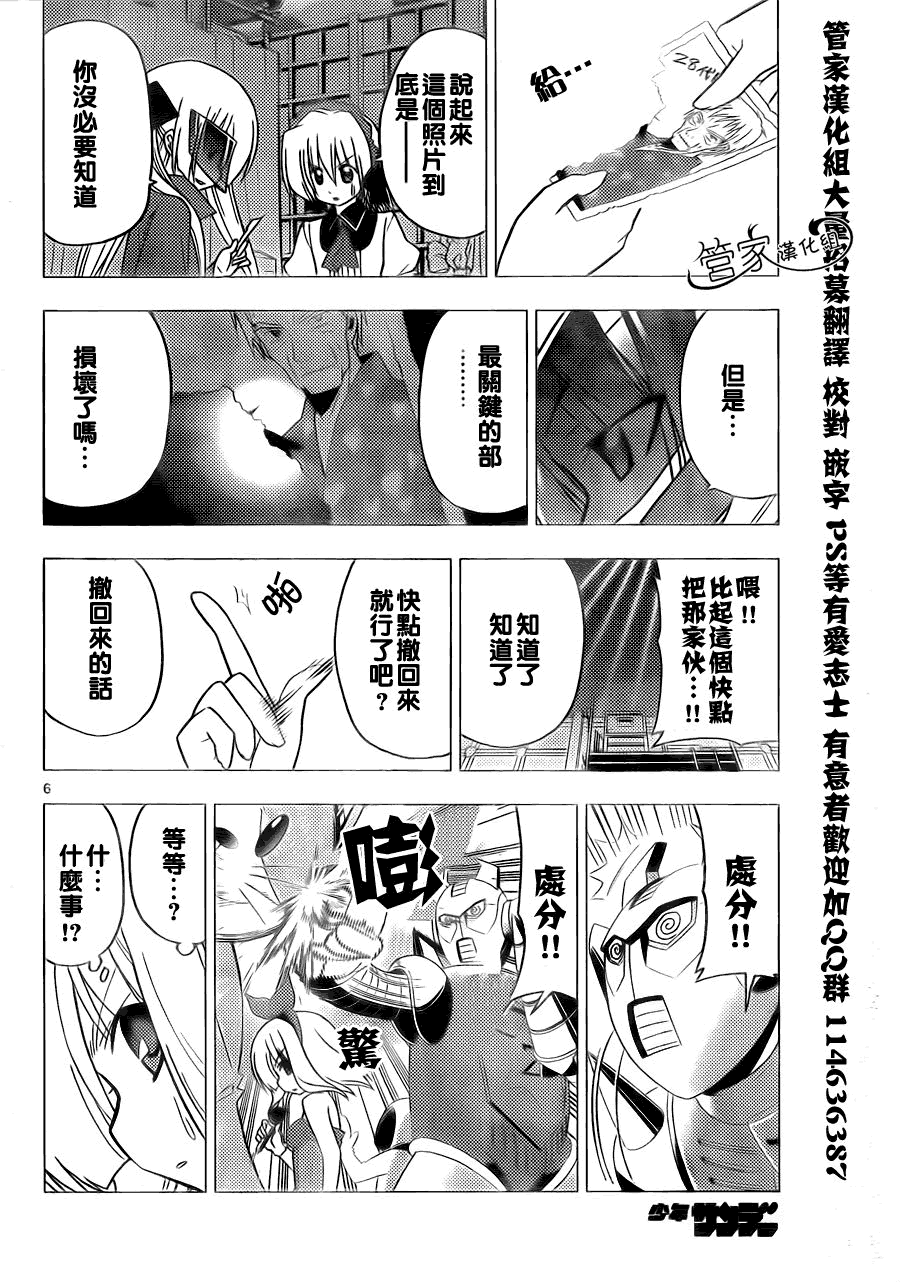 給…
28代
說起來
這個照片到
底是——
你沒必要知道
但是…
最關鍵的部
………
損壞了嗎…
喂!!
比起這個快點
把那家伙…!!
知道了
知道了
快點撤回來
就行了吧?
啪
撤回來的話
6
處分!!
處分!!
嘭
驚
等等…?
什…
什麼事!?
少年サンデー
管家漢化組
管家漢化組大量招募翻譯 校對 嵌字 PS等有愛志士 有意者歡迎加QQ群 114636387